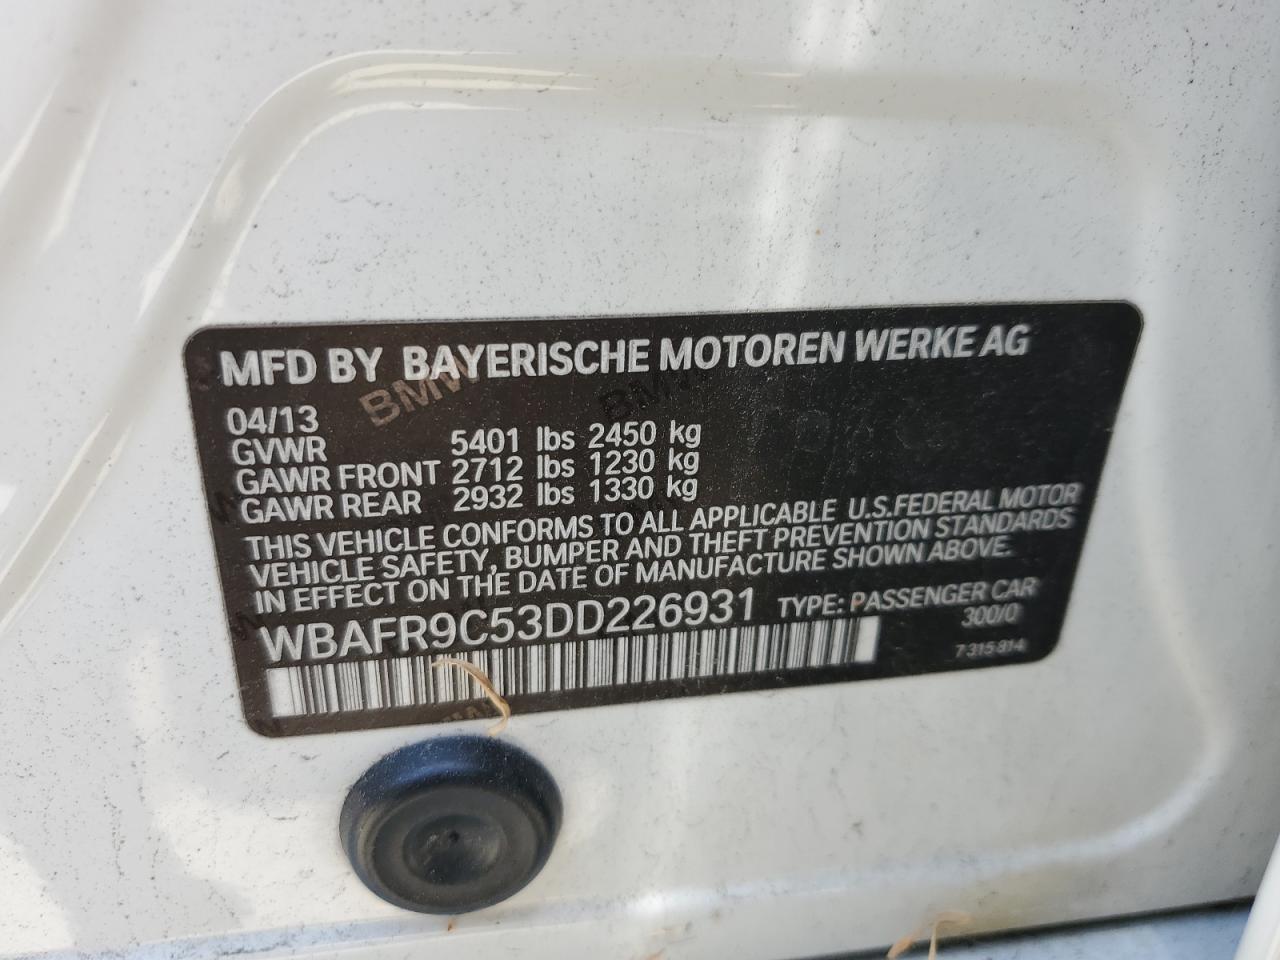 MFD BY BAYERISCHE MOTOREN WERKE AG
04/13
GVWR 5401 lbs 2450 kg
GAWR FRONT 2712 lbs 1230 kg
GAWR REAR 2932 lbs 1330 kg
THIS VEHICLE CONFORMS TO ALL APPLICABLE U.S.FEDERAL MOTOR
VEHICLE SAFETY, BUMPER AND THEFT PREVENTION STANDARDS
IN EFFECT ON THE DATE OF MANUFACTURE SHOWN ABOVE.
WBAFR9C53DD226931 TYPE: PASSENGER CAR
300/0
7 315 814
BMW
BMW